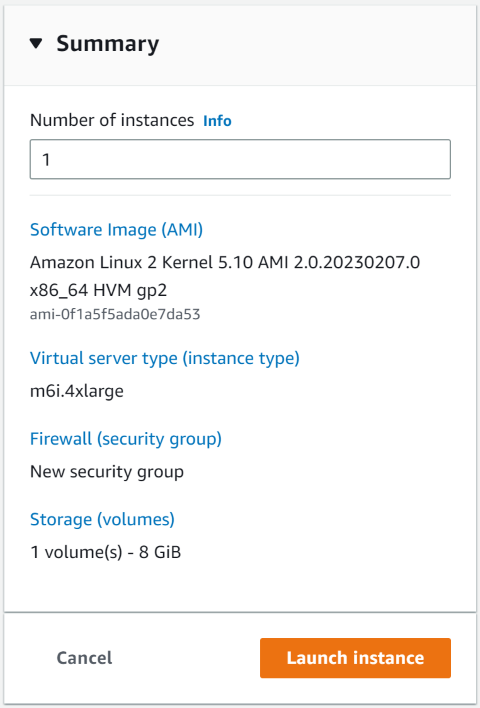 Summary
Number of instances Info
1
Software Image (AMI)
Amazon Linux 2 Kernel 5.10 AMI 2.0.20230207.0
x86_64 HVM gp2
ami-0f1a5f5ada0e7da53
Virtual server type (instance type)
m6i.4xlarge
Firewall (security group)
New security group
Storage (volumes)
1 volume(s) - 8 GiB
Cancel Launch instance